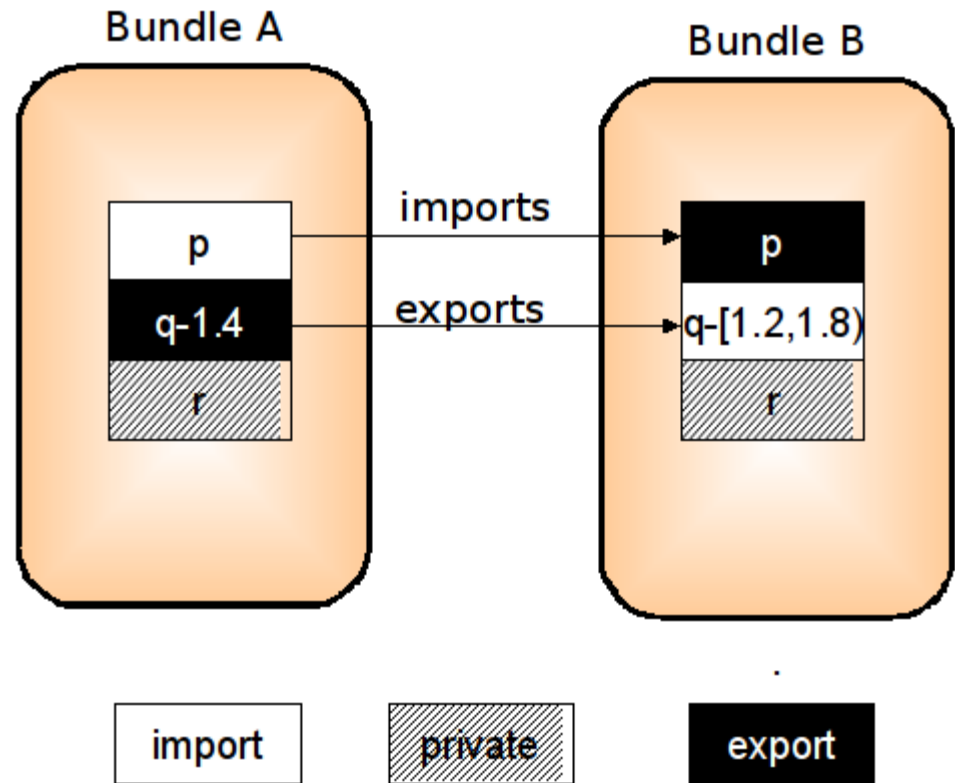 Bundle A
Bundle B
imports
p
p
exports
q-1.4
q-[1.2,1.8)
r
r
import
private
export